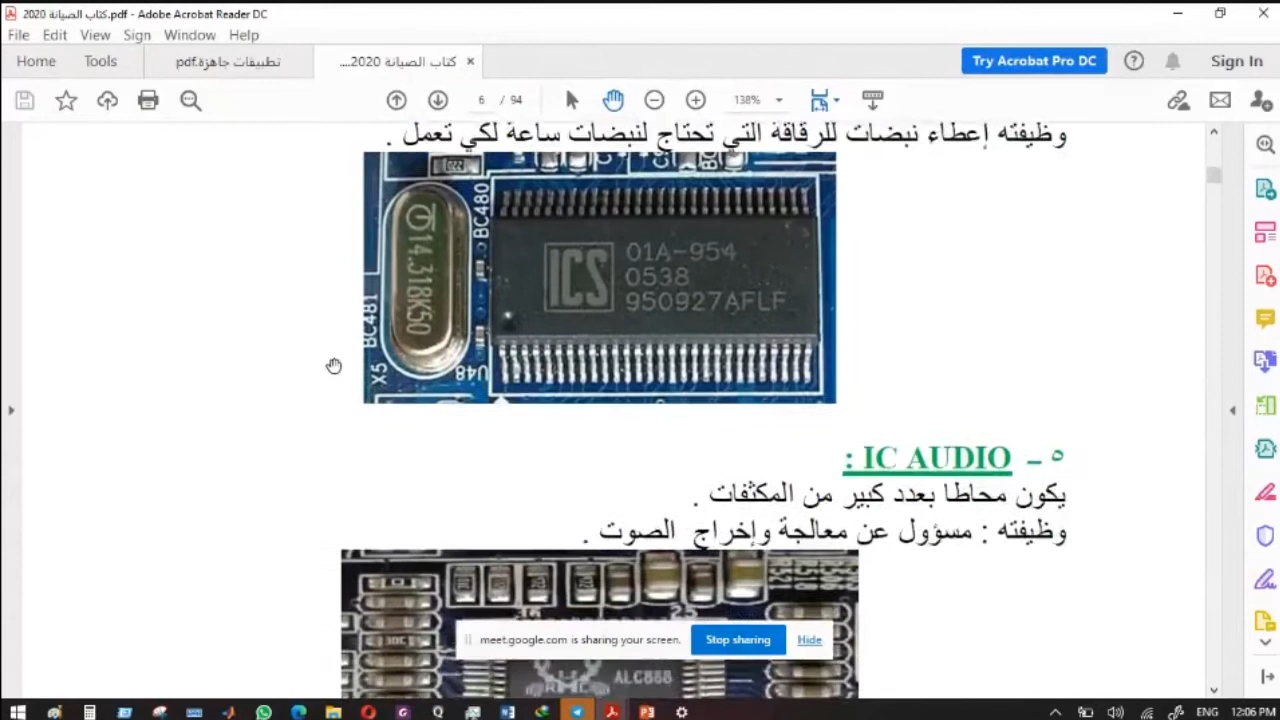 كتاب الصيانة 2020.pdf - Adobe Acrobat Reader DC
File Edit View Sign Window Help
Home Tools تطبيقات جاهزة.pdf كتاب الصيانة 2020.... × Try Acrobat Pro DC Sign In
6 / 94 138%
وظيفته إعطاء نبضات للرقاقة التي تحتاج لنبضات ساعة لكي تعمل .
BC480
14.318K50
ICS
01A-954
0538
950927AFLF
BC481
X5
U48
٥ – IC AUDIO :
يكون محاطا بعدد كبير من المكثفات .
وظيفته : مسؤول عن معالجة وإخراج الصوت .
25
meet.google.com is sharing your screen. Stop sharing Hide
ALC888
ENG 12:06 PM